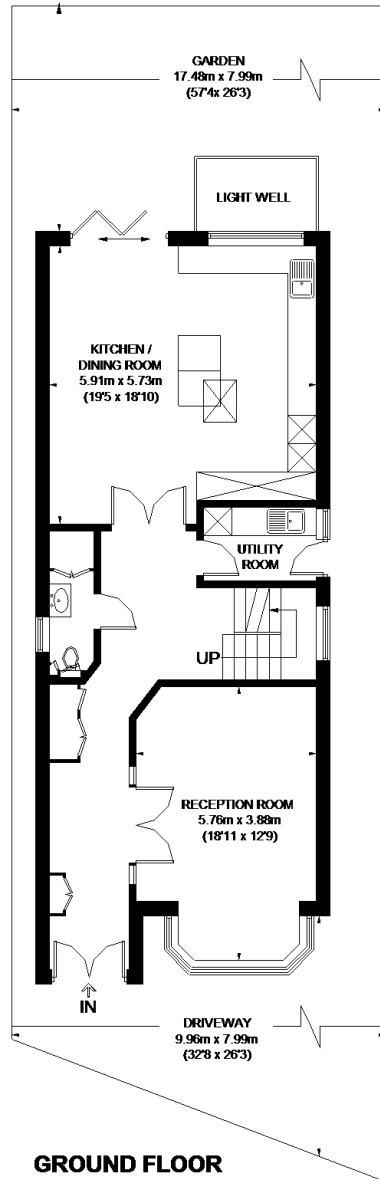 GARDEN
17.48m x 7.99m
(57'4x 26'3)
LIGHT WELL
KITCHEN /
DINING ROOM
5.91m x 5.73m
(19'5 x 18'10)
UTILITY
ROOM
UP
RECEPTION ROOM
5.76m x 3.88m
(18'11 x 12'9)
IN
DRIVEWAY
9.96m x 7.99m
(32'8 x 26'3)
GROUND FLOOR